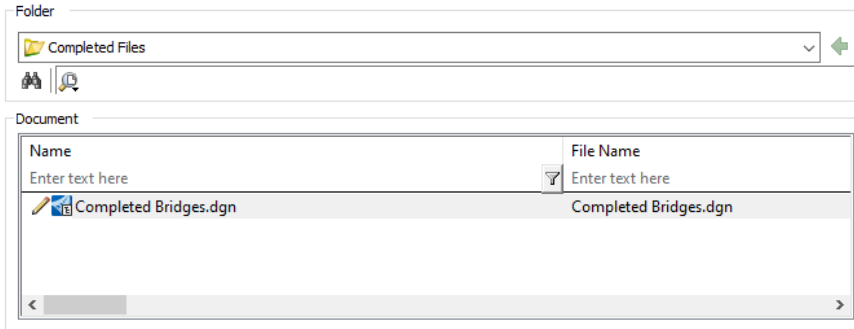 Folder
Completed Files
Document
Name File Name
Enter text here Enter text here
Completed Bridges.dgn Completed Bridges.dgn